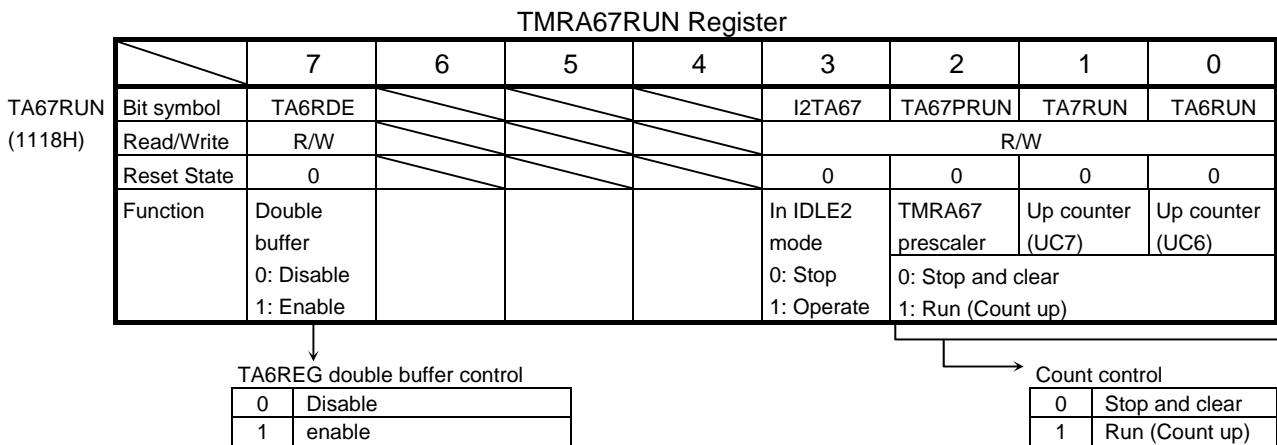 TMRA67RUN Register
7 6 5 4 3 2 1 0
TA67RUN Bit symbol TA6RDE I2TA67 TA67PRUN TA7RUN TA6RUN
(1118H) Read/Write R/W R/W
Reset State 0 0 0 0 0
Function Double In IDLE2 TMRA67 Up counter Up counter
buffer mode prescaler (UC7) (UC6)
0: Disable 0: Stop 0: Stop and clear
1: Enable 1: Operate 1: Run (Count up)
TA6REG double buffer control Count control
0 Disable 0 Stop and clear
1 enable 1 Run (Count up)